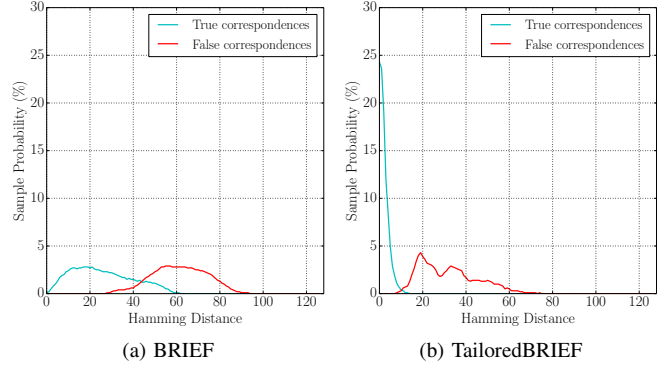 30
25
20
15
10
5
0
Sample Probability (%)
True correspondences
False correspondences
0 20 40 60 80 100 120
Hamming Distance
(a) BRIEF
30
25
20
15
10
5
0
Sample Probability (%)
True correspondences
False correspondences
0 20 40 60 80 100 120
Hamming Distance
(b) TailoredBRIEF